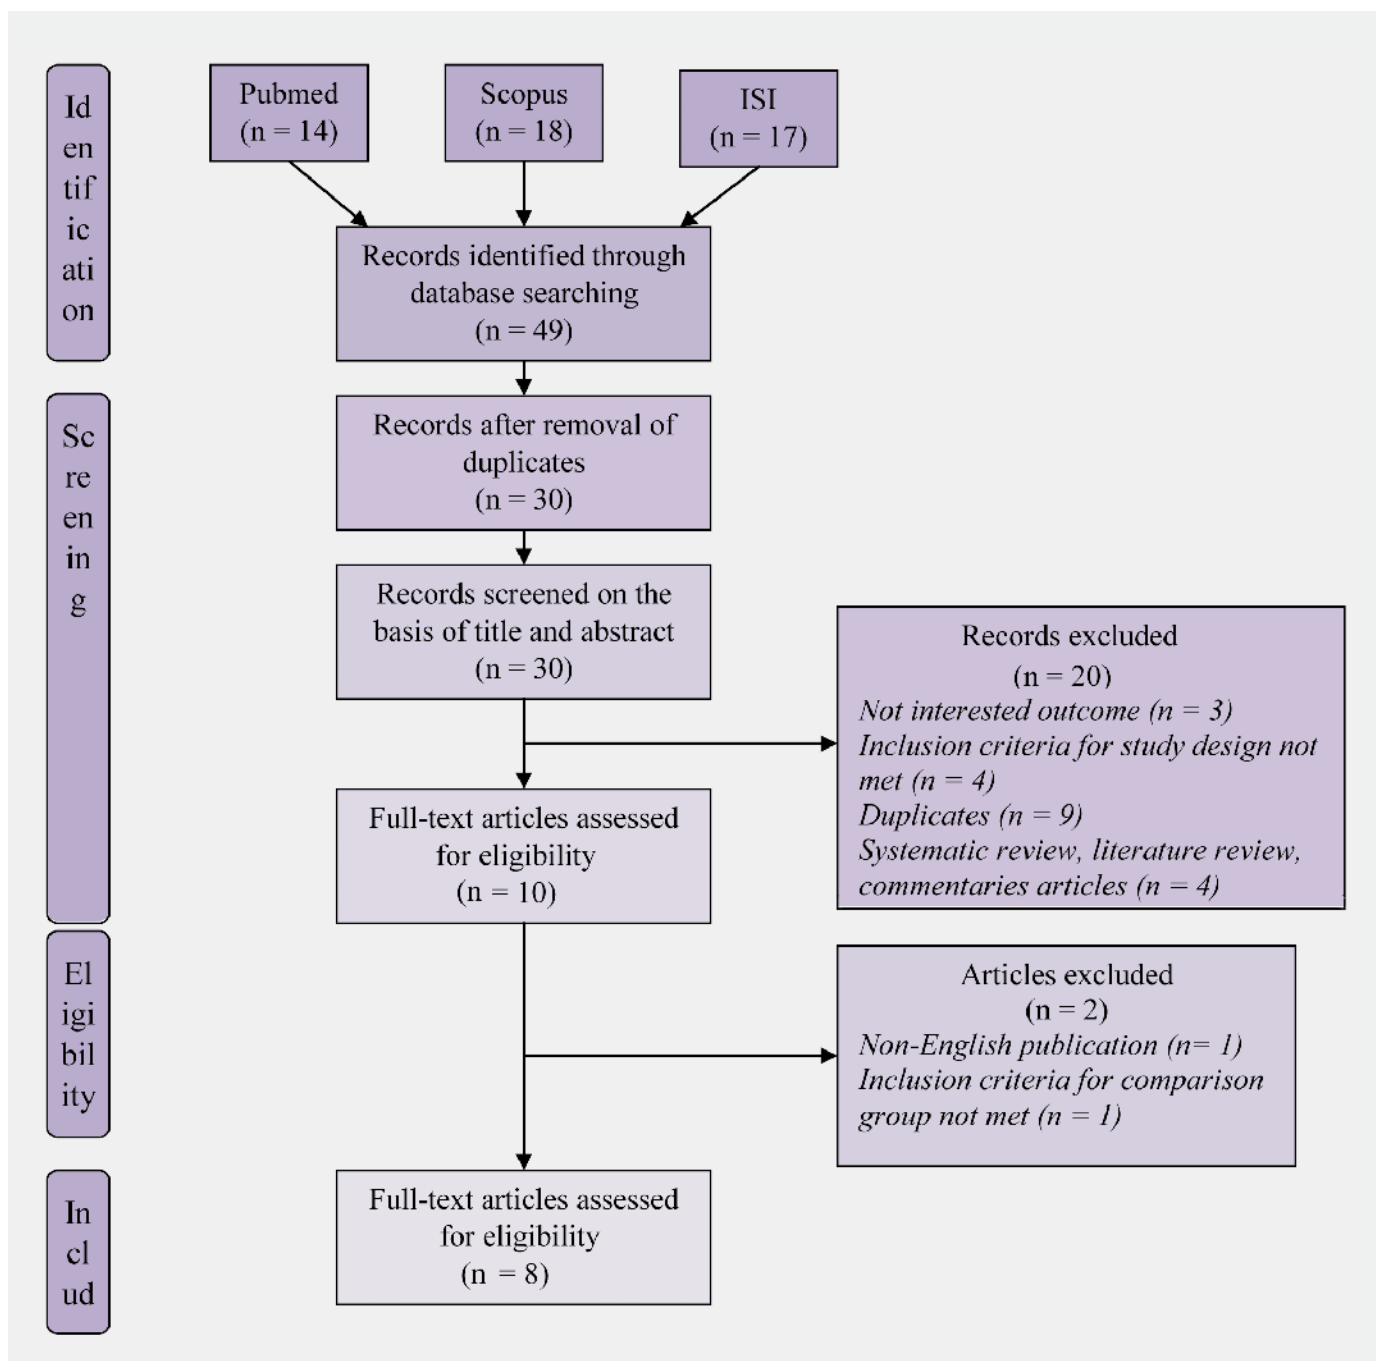 Id
en
tif
ic
ati
on
Pubmed
(n = 14)
Scopus
(n = 18)
ISI
(n = 17)
Records identified through
database searching
(n = 49)
Sc
re
en
in
g
Records after removal of
duplicates
(n = 30)
Records screened on the
basis of title and abstract
(n = 30)
Records excluded
(n = 20)
Not interested outcome (n = 3)
Inclusion criteria for study design not
met (n = 4)
Duplicates (n = 9)
Systematic review, literature review,
commentaries articles (n = 4)
Full-text articles assessed
for eligibility
(n = 10)
El
igi
bil
ity
Articles excluded
(n = 2)
Non-English publication (n= 1)
Inclusion criteria for comparison
group not met (n = 1)
In
cl
ud
Full-text articles assessed
for eligibility
(n = 8)